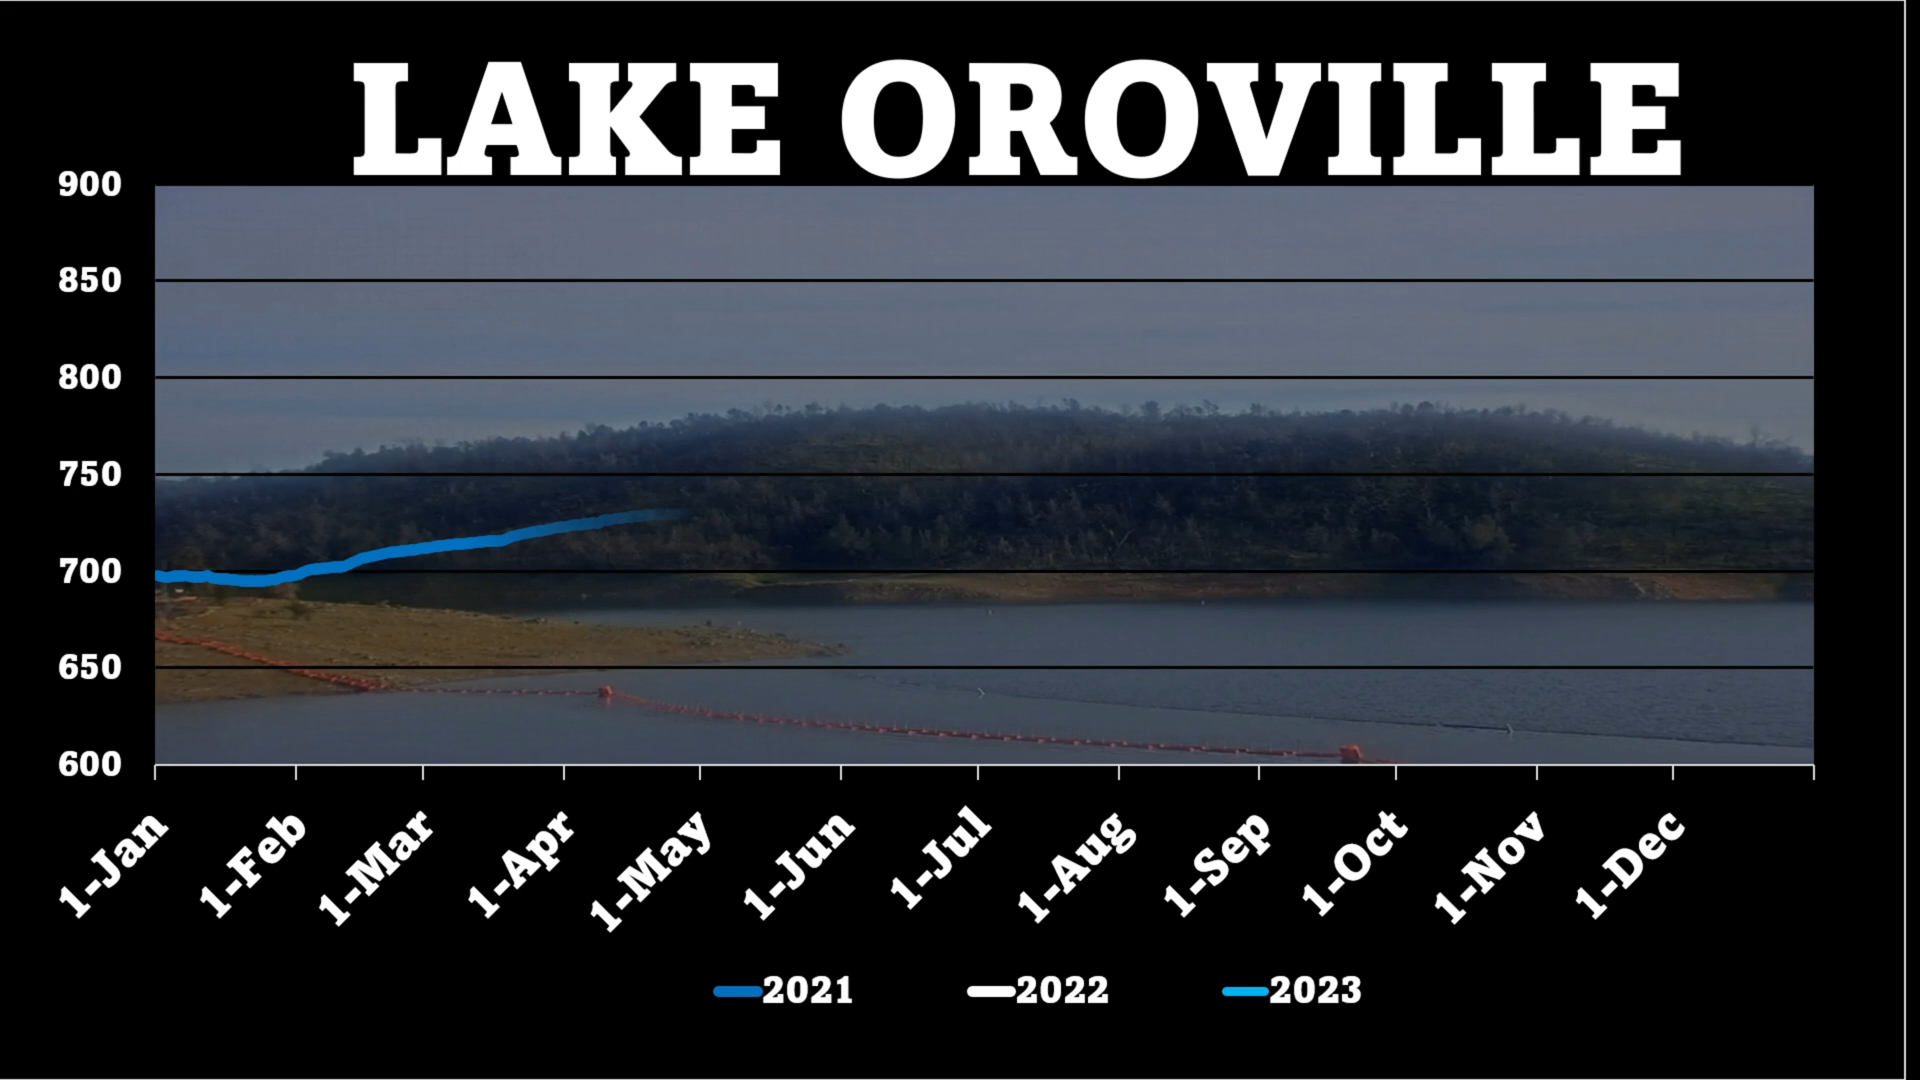 LAKE OROVILLE
900
850
800
750
700
650
600
1-Jan
1-Feb
1-Mar
1-Apr
1-May
1-Jun
1-Jul
1-Aug
1-Sep
1-Oct
1-Nov
1-Dec
2021 2022 2023